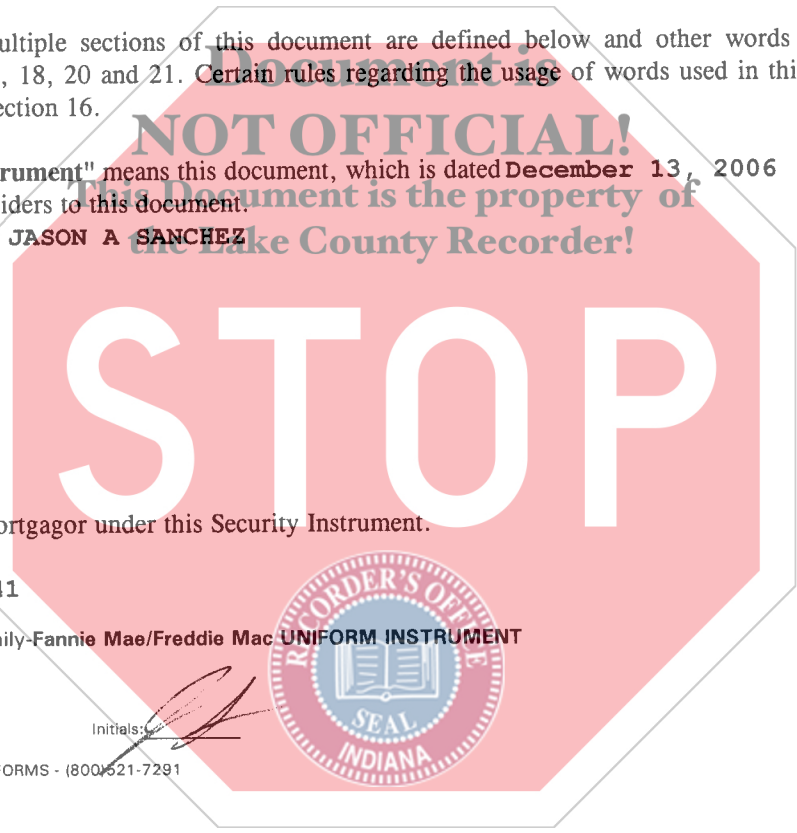 ultiple sections of this document are defined below and other words
, 18, 20 and 21. Certain rules regarding the usage of words used in thi
ection 16.
Document is
NOT OFFICIAL!
This Document is the property of
the Lake County Recorder!
rument" means this document, which is dated December 13, 2006
iders to this document.
JASON A SANCHEZ
STOP
ortgagor under this Security Instrument.
41
nily-Fannie Mae/Freddie Mac UNIFORM INSTRUMENT
RECORDER'S OFFICE
SEAL
INDIANA
Initials:
FORMS - (800)521-7291